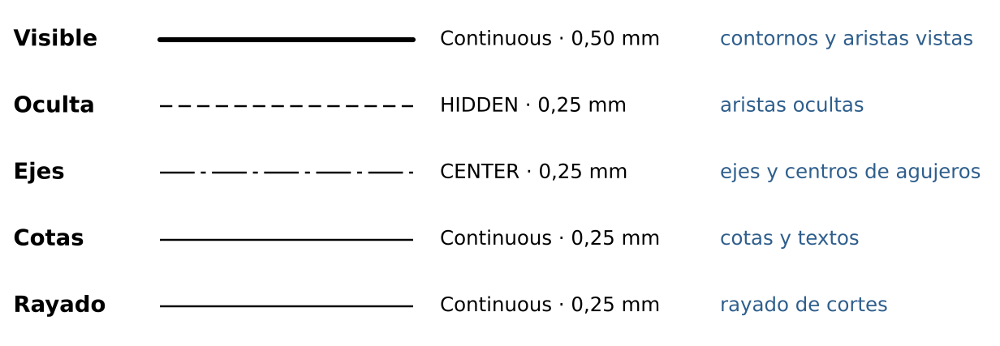 Visible Continuous · 0,50 mm contornos y aristas vistas
Oculta HIDDEN · 0,25 mm aristas ocultas
Ejes CENTER · 0,25 mm ejes y centros de agujeros
Cotas Continuous · 0,25 mm cotas y textos
Rayado Continuous · 0,25 mm rayado de cortes